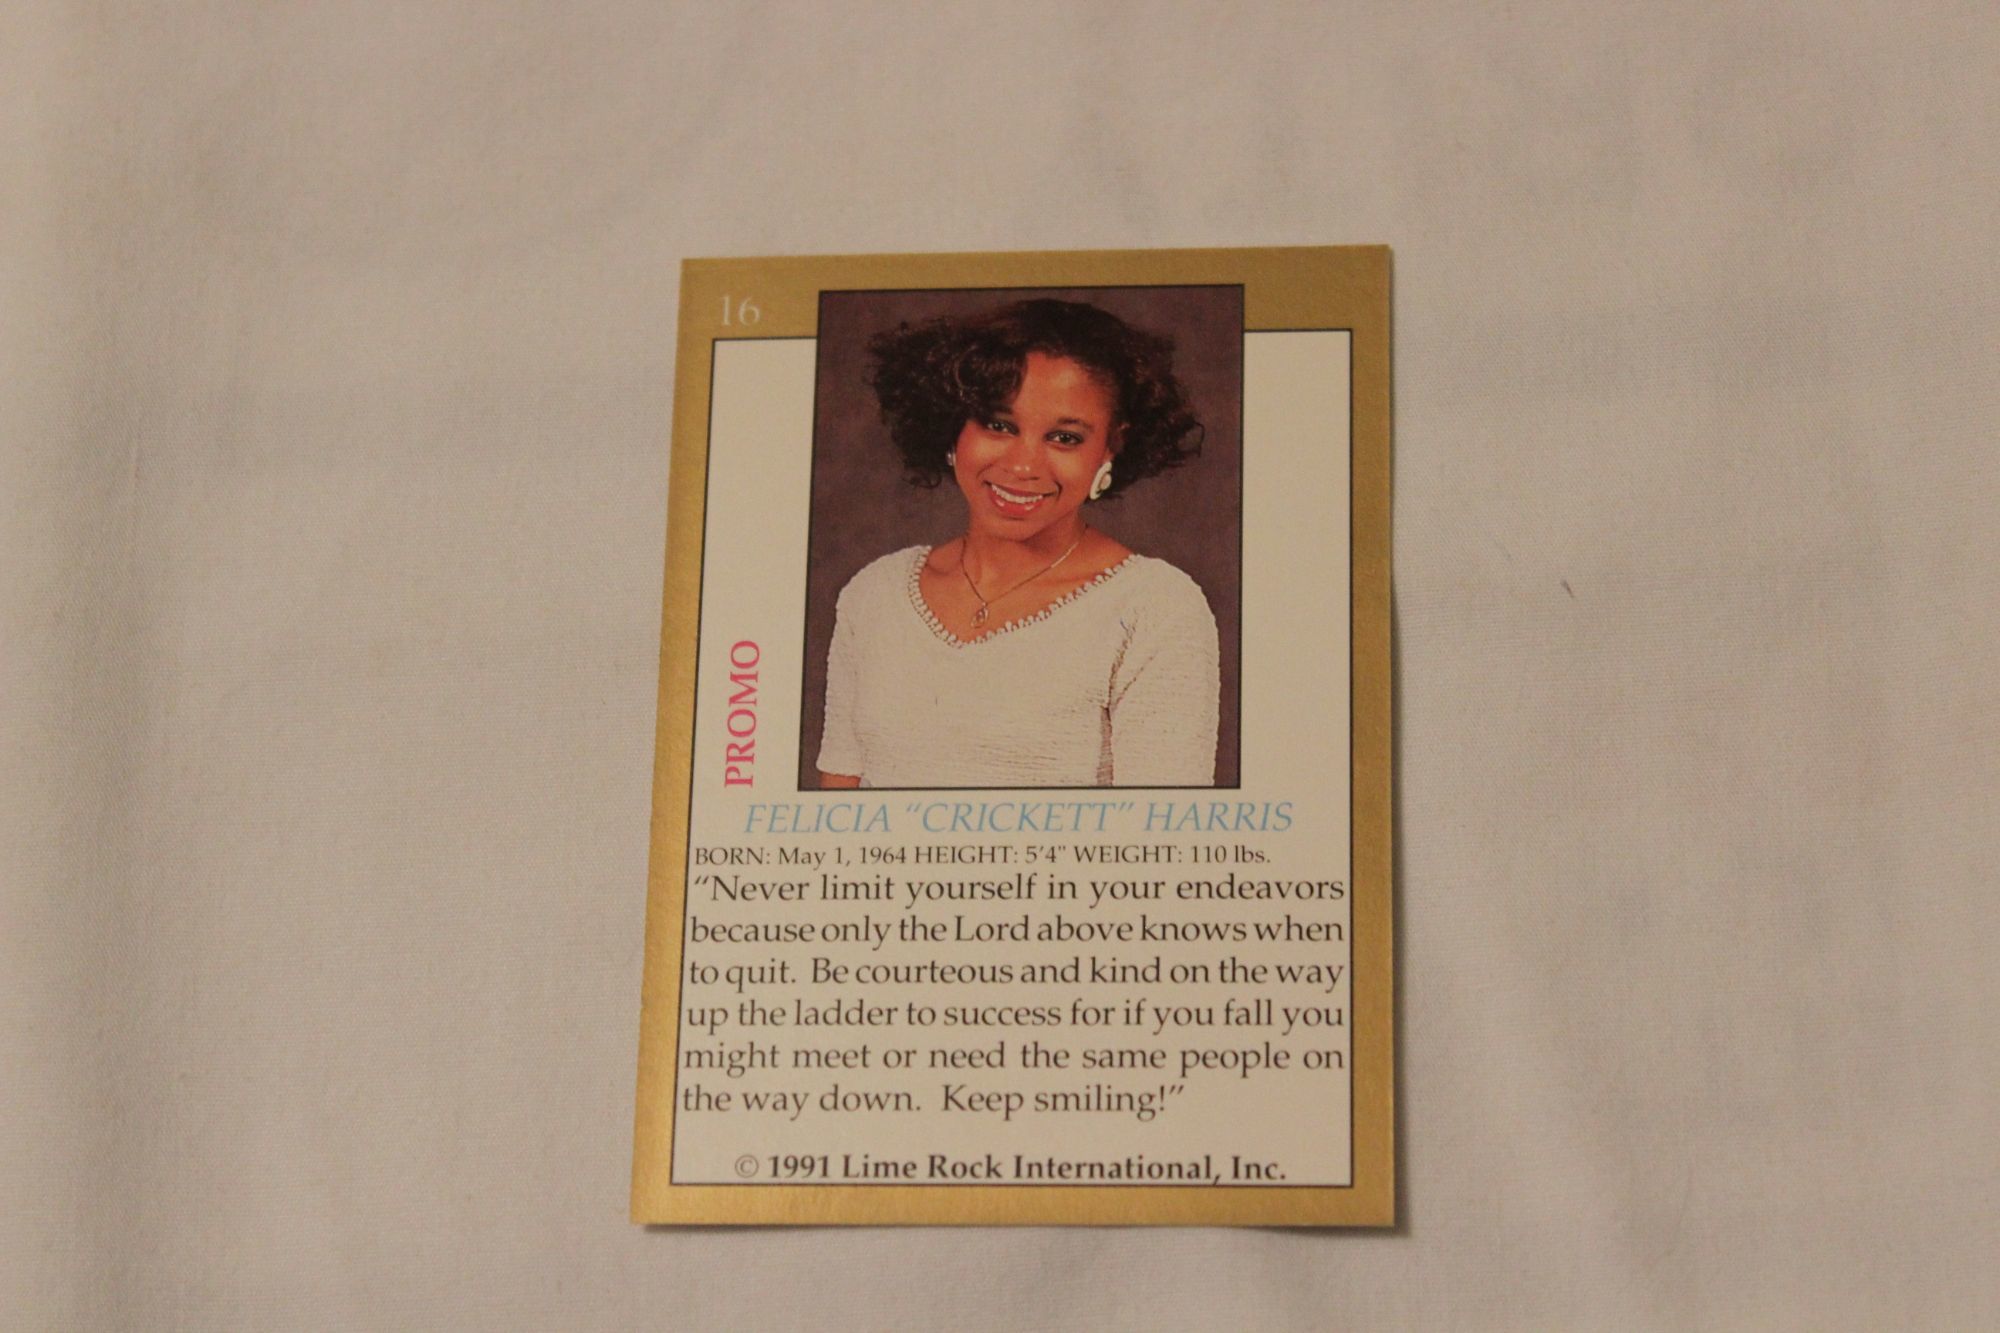 16
PROMO
FELICIA “CRICKETT” HARRIS
BORN: May 1, 1964 HEIGHT: 5'4" WEIGHT: 110 lbs.
“Never limit yourself in your endeavors
because only the Lord above knows when
to quit. Be courteous and kind on the way
up the ladder to success for if you fall you
might meet or need the same people on
the way down. Keep smiling!”
© 1991 Lime Rock International, Inc.